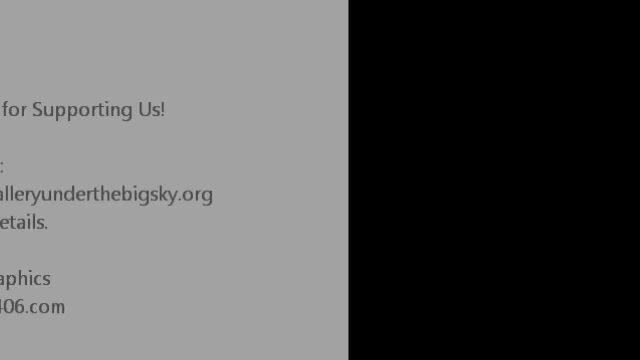 for Supporting Us!
:
alleryunderthebigsky.org
etails.
aphics
406.com